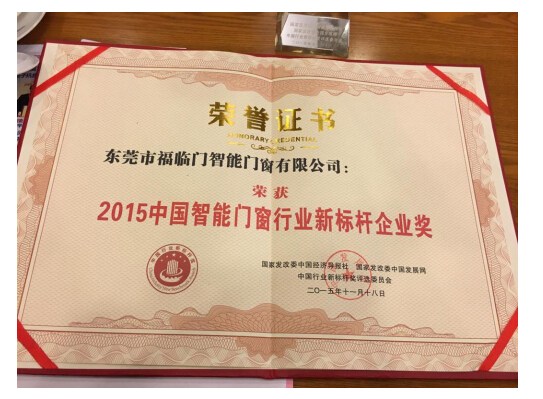 荣誉证书
HONORARY CREDENTIAL
东莞市福临门智能门窗有限公司：
荣获
2015中国智能门窗行业新标杆企业奖
国家发改委中国经济导报社 国家发改委中国发展网
中国行业新标杆奖评选委员会
二〇一五年十一月十八日